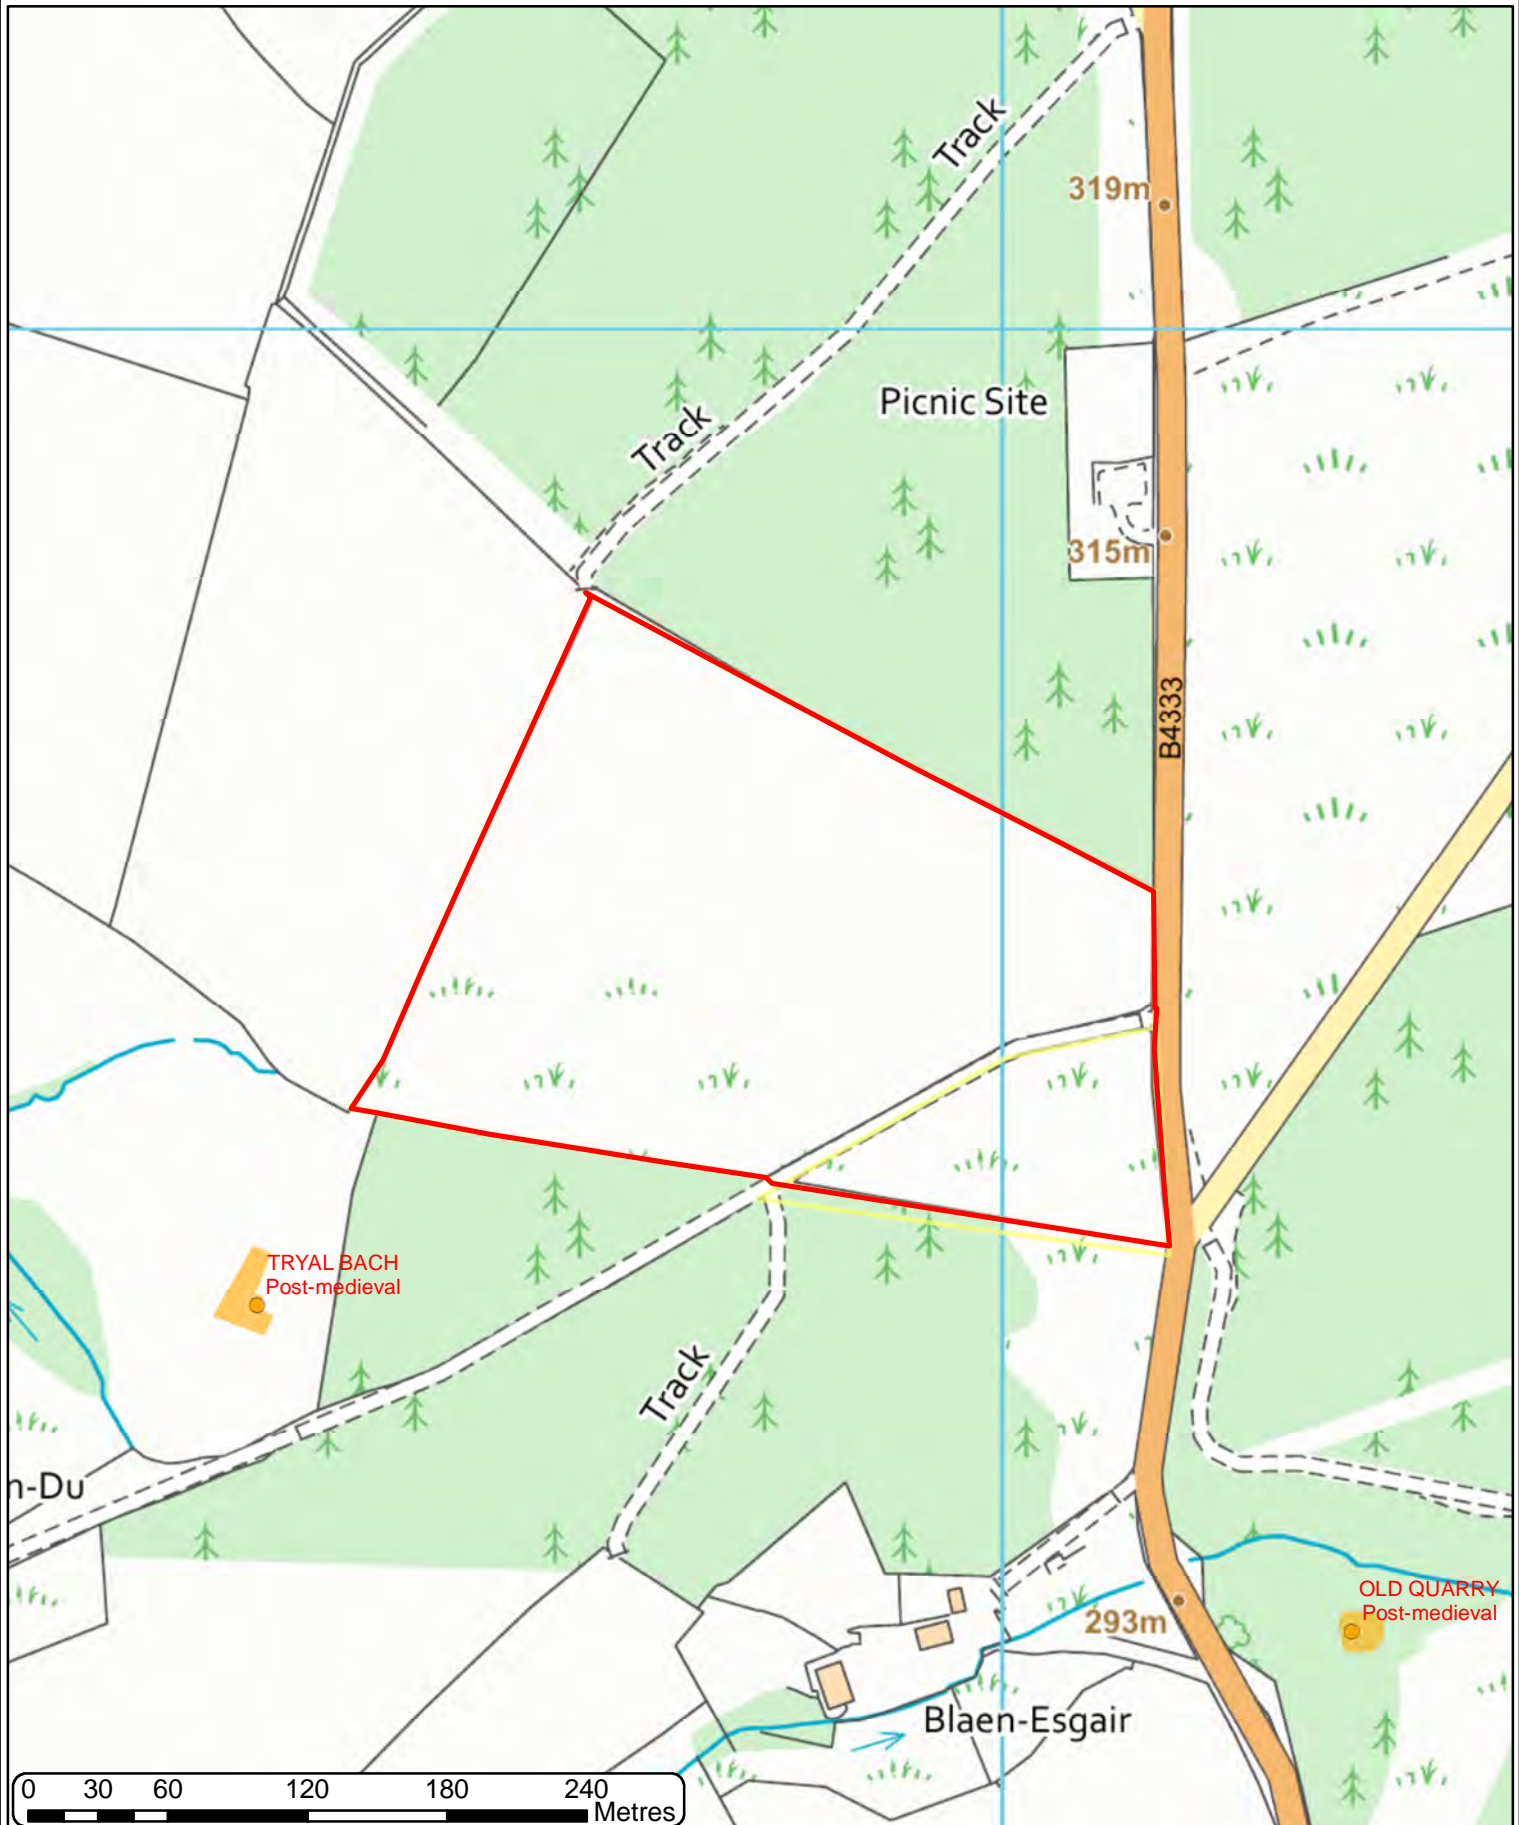 Track
319m
Picnic Site
Track
315m
B4333
TRYAL BACH
Post-medieval
Track
n-Du
OLD QUARRY
Post-medieval
293m
Blaen-Esgair
0 30 60 120 180 240
Metres